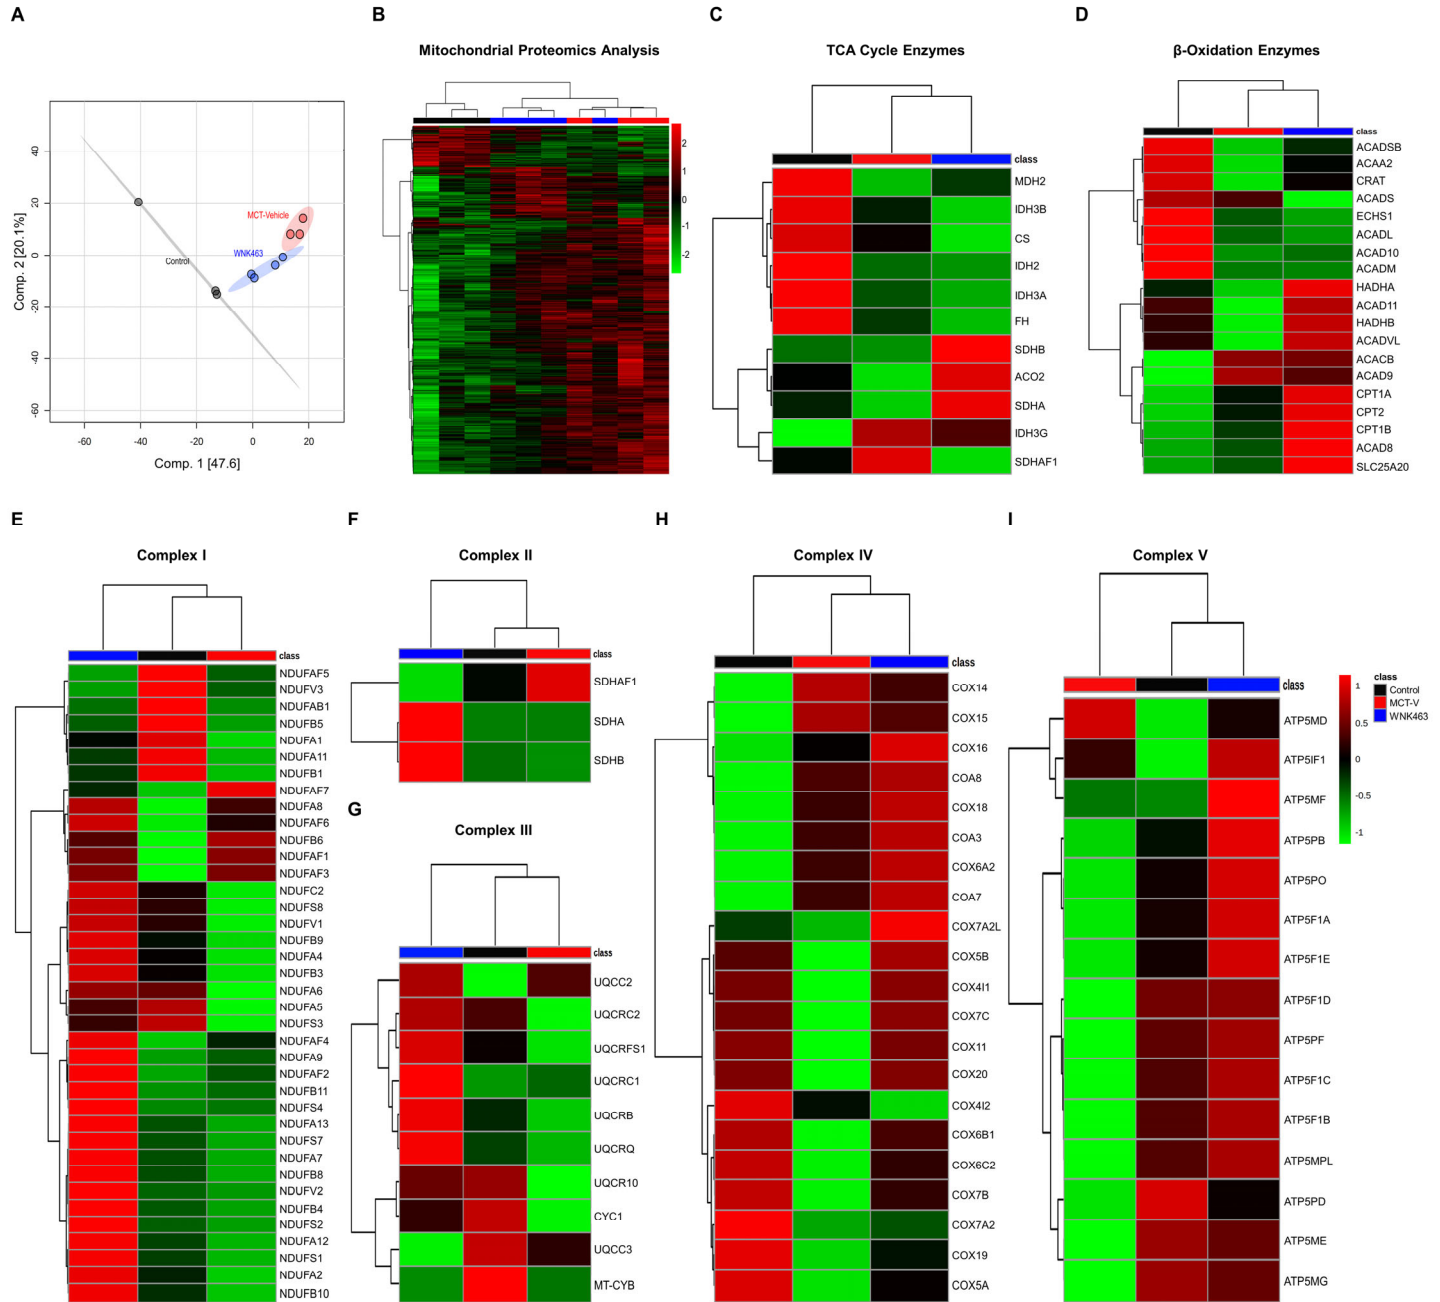 A
Comp. 2 [20.1%]
40
20
0
-20
-40
-60
-60
-40
-20
0
20
Comp. 1 [47.6]
MCT-Vehicle
WNK463
Control
B
Mitochondrial Proteomics Analysis
2
1
0
-1
-2
C
TCA Cycle Enzymes
class
MDH2
IDH3B
CS
IDH2
IDH3A
FH
SDHB
ACO2
SDHA
IDH3G
SDHAF1
D
β-Oxidation Enzymes
class
ACADSB
ACAA2
CRAT
ACADS
ECHS1
ACADL
ACAD10
ACADM
HADHA
ACAD11
HADHB
ACADVL
ACACB
ACAD9
CPT1A
CPT2
CPT1B
ACAD8
SLC25A20
E
Complex I
class
NDUFAF5
NDUFV3
NDUFAB1
NDUFB5
NDUFA1
NDUFA11
NDUFB1
NDUFAF7
NDUFA8
NDUFAF6
NDUFB6
NDUFAF1
NDUFAF3
NDUFC2
NDUFS8
NDUFV1
NDUFB9
NDUFA4
NDUFB3
NDUFA6
NDUFA5
NDUFS3
NDUFAF4
NDUFA9
NDUFAF2
NDUFB11
NDUFS4
NDUFA13
NDUFS7
NDUFA7
NDUFB8
NDUFV2
NDUFB4
NDUFS2
NDUFA12
NDUFS1
NDUFA2
NDUFB10
F
Complex II
class
SDHAF1
SDHA
SDHB
G
Complex III
class
UQCC2
UQCRC2
UQCRFS1
UQCRC1
UQCRB
UQCRQ
UQCR10
CYC1
UQCC3
MT-CYB
H
Complex IV
class
COX14
COX15
COX16
COA8
COX18
COA3
COX6A2
COA7
COX7A2L
COX5B
COX4I1
COX7C
COX11
COX20
COX4I2
COX6B1
COX6C2
COX7B
COX7A2
COX19
COX5A
I
Complex V
class
ATP5MD
ATP5IF1
ATP5MF
ATP5PB
ATP5PO
ATP5F1A
ATP5F1E
ATP5F1D
ATP5PF
ATP5F1C
ATP5F1B
ATP5MPL
ATP5PD
ATP5ME
ATP5MG
1
0.5
0
-0.5
-1
class
Control
MCT-V
WNK463